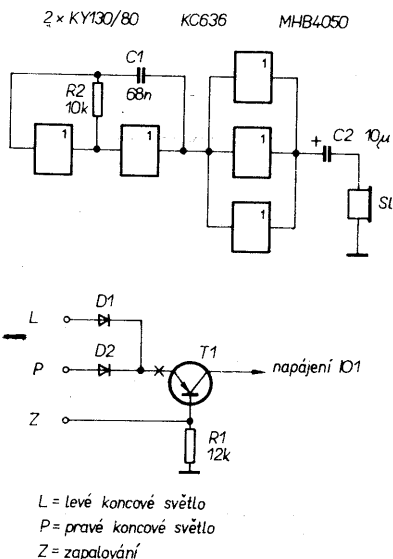 2 × KY130/80 KC636 MHB4050
C1
68n
R2
10k
1
1
1
1
1
+
C2 10µ
Sl
L
D1
P
D2
T1
napájení IO1
Z
R1
12k
L = levé koncové světlo
P = pravé koncové světlo
Z = zapalování